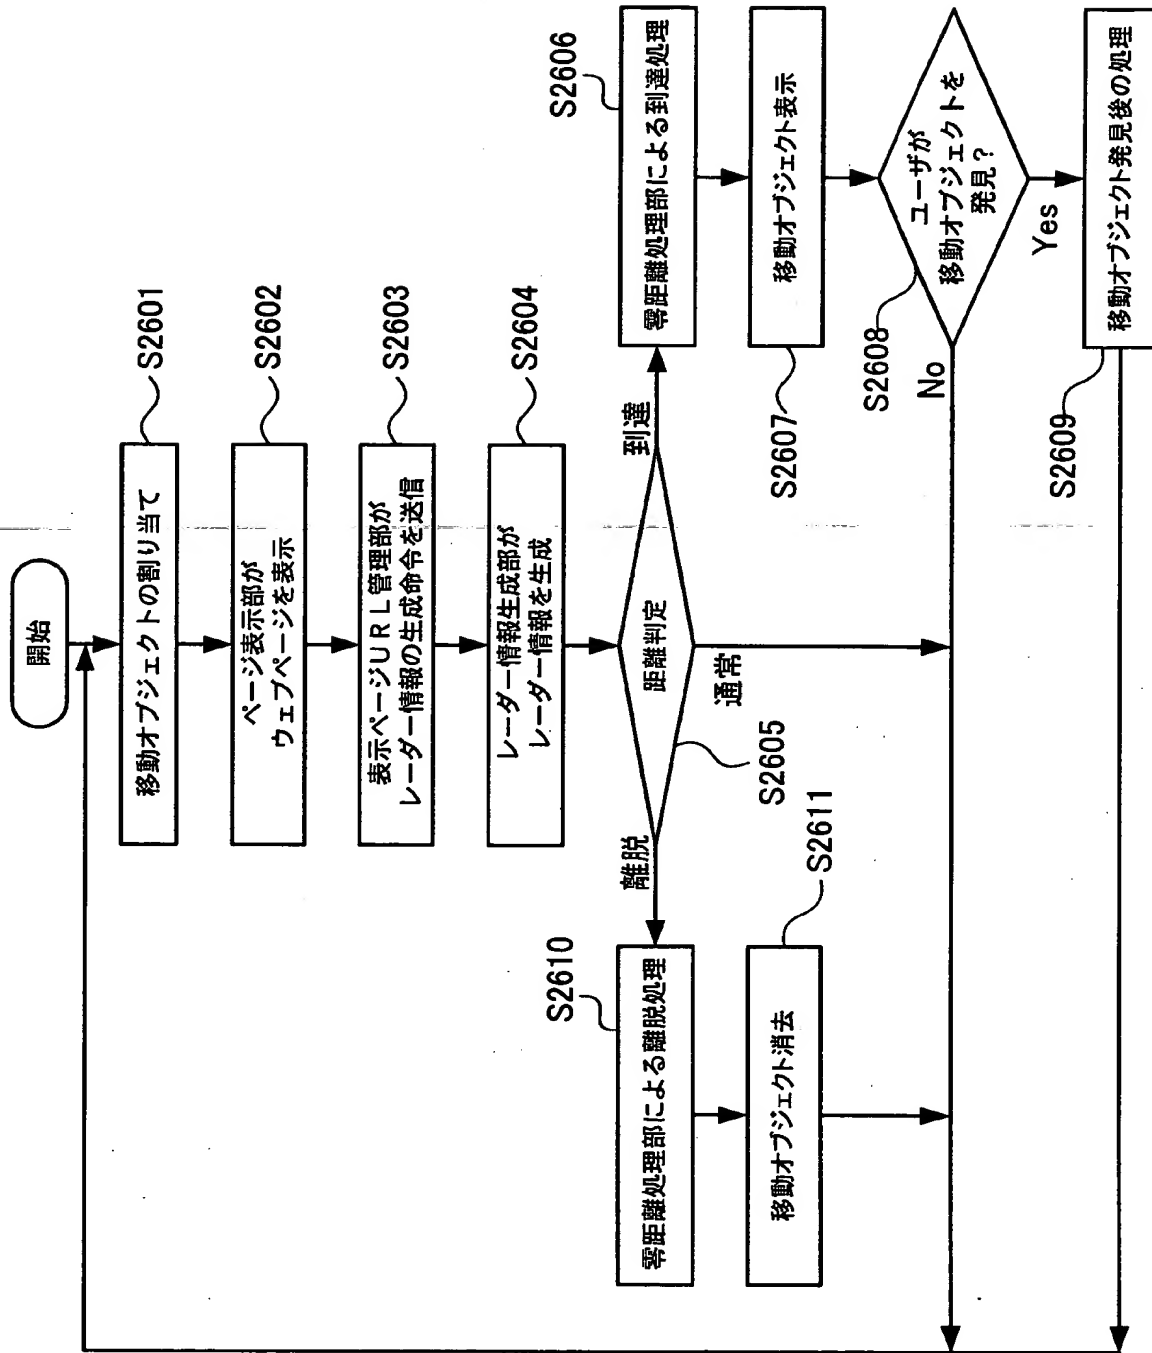 開始
移動オブジェクトの割り当て
S2601
ページ表示部が
ウェブページを表示
S2602
表示ページURL管理部が
レーダー情報の生成命令を送信
S2603
レーダー情報生成部が
レーダー情報を生成
S2604
距離判定
S2605
離脱
通常
到達
零距離処理部による到達処理
S2606
移動オブジェクト表示
S2607
ユーザが
移動オブジェクトを
発見?
S2608
No
Yes
移動オブジェクト発見後の処理
S2609
零距離処理部による離脱処理
S2610
移動オブジェクト消去
S2611